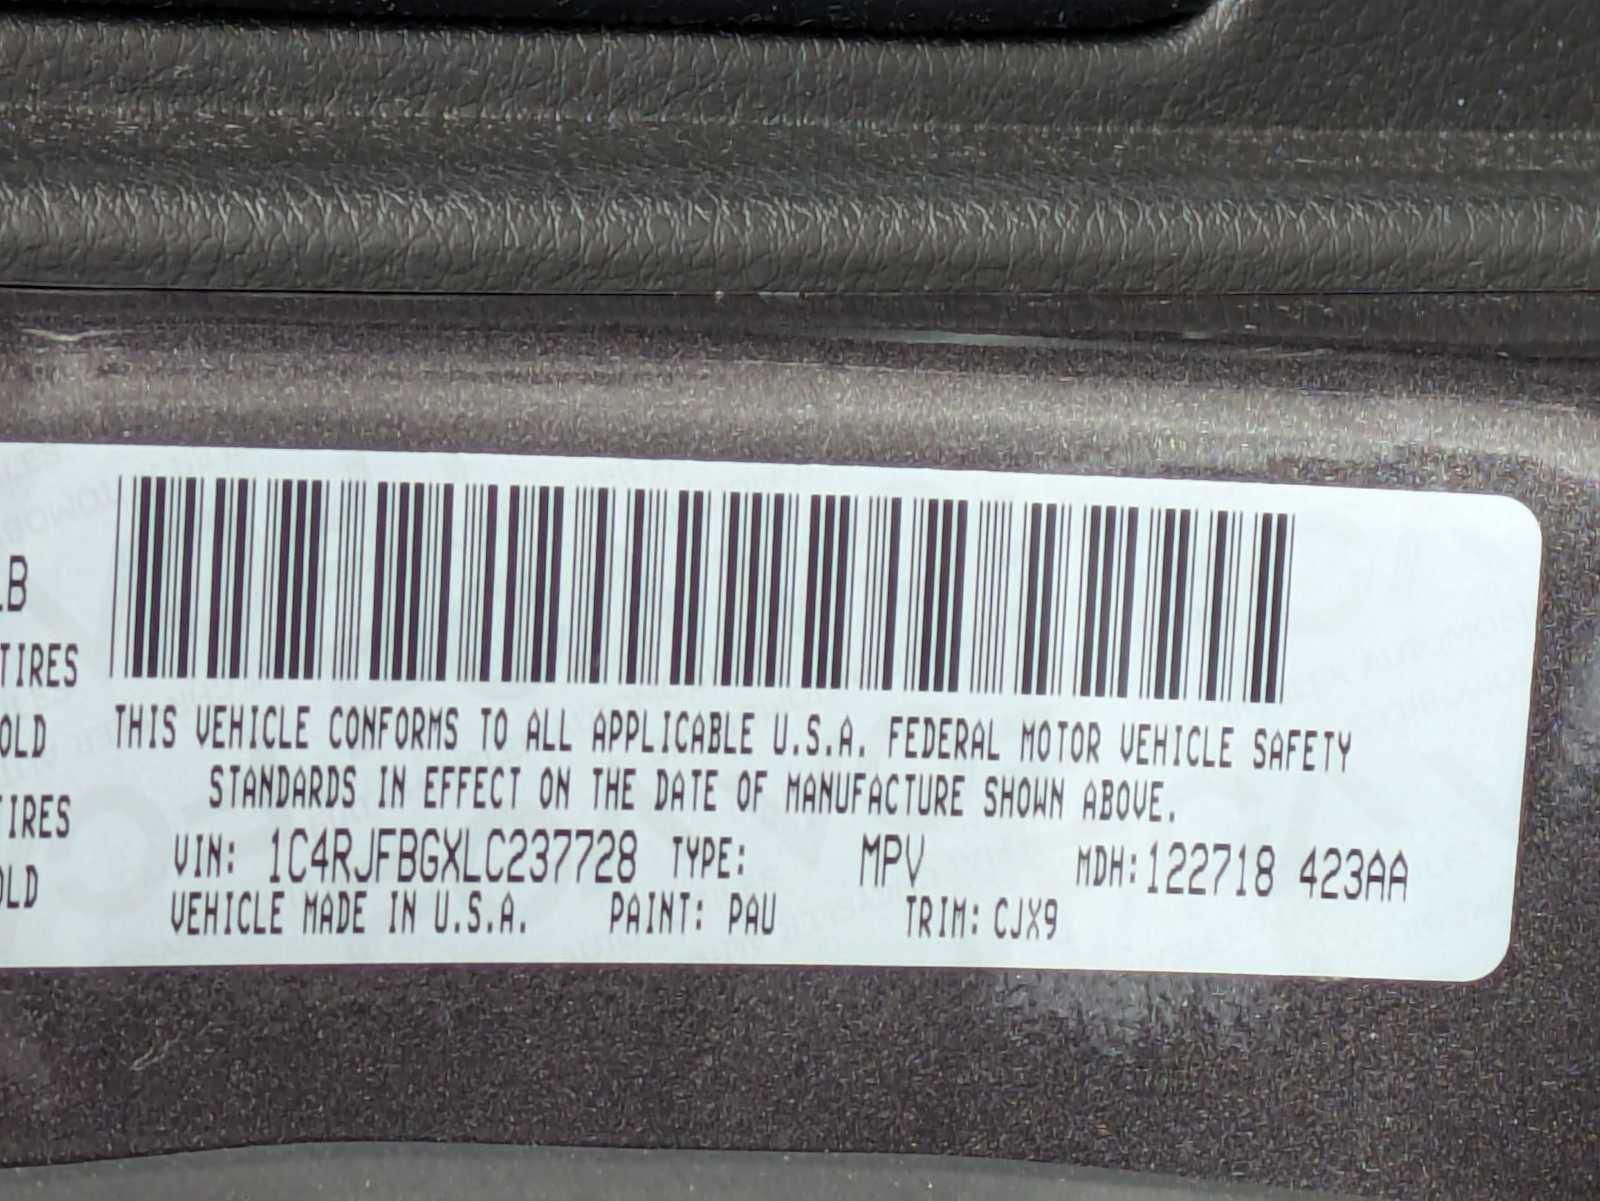 LB
TIRES
THIS VEHICLE CONFORMS TO ALL APPLICABLE U.S.A. FEDERAL MOTOR VEHICLE SAFETY
OLD
STANDARDS IN EFFECT ON THE DATE OF MANUFACTURE SHOWN ABOVE.
TIRES
VIN: 1C4RJFBGXLC237728 TYPE: MPV MDH:122718 423AA
OLD
VEHICLE MADE IN U.S.A. PAINT: PAU TRIM: CJX9